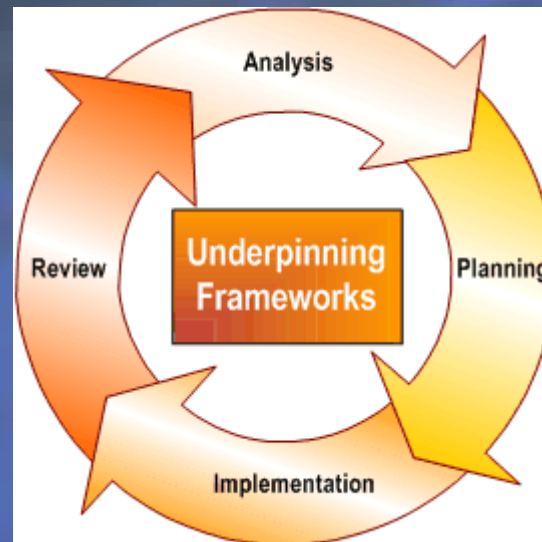 Analysis
Planning
Implementation
Review
Underpinning
Frameworks